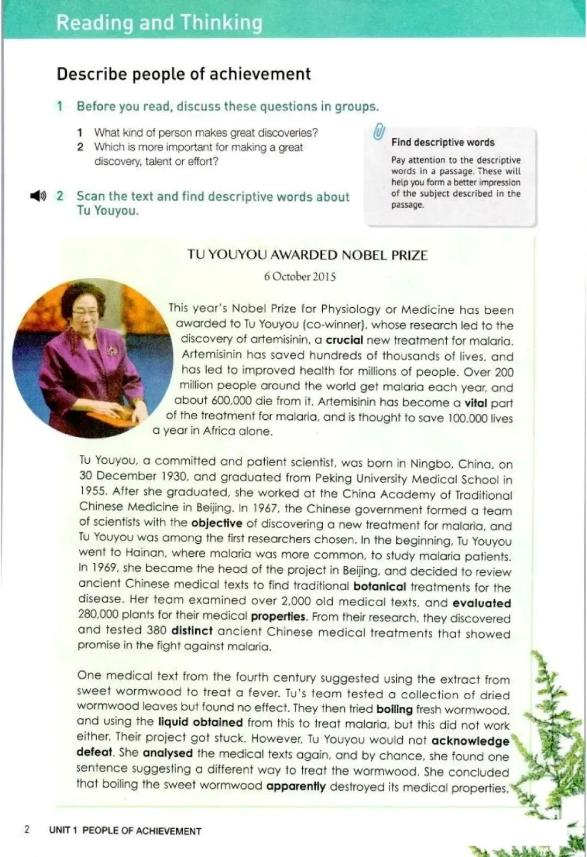 Reading and Thinking
Describe people of achievement
1 Before you read, discuss these questions in groups.
1 What kind of person makes great discoveries?
2 Which is more important for making a great
discovery, talent or effort?
Find descriptive words
Pay attention to the descriptive
words in a passage. These will
help you form a better impression
of the subject described in the
passage.
2 Scan the text and find descriptive words about
Tu Youyou.
TU YOUYOU AWARDED NOBEL PRIZE
6 October 2015
This year's Nobel Prize for Physiology or Medicine has been
awarded to Tu Youyou (co-winner), whose research led to the
discovery of artemisinin, a crucial new treatment for malaria.
Artemisinin has saved hundreds of thousands of lives, and
has led to improved health for millions of people. Over 200
million people around the world get malaria each year, and
about 600,000 die from it. Artemisinin has become a vital part
of the treatment for malaria, and is thought to save 100,000 lives
a year in Africa alone.
Tu Youyou, a committed and patient scientist, was born in Ningbo, China, on
30 December 1930, and graduated from Peking University Medical School in
1955. After she graduated, she worked at the China Academy of Traditional
Chinese Medicine in Beijing. In 1967, the Chinese government formed a team
of scientists with the objective of discovering a new treatment for malaria, and
Tu Youyou was among the first researchers chosen. In the beginning, Tu Youyou
went to Hainan, where malaria was more common, to study malaria patients.
In 1969, she became the head of the project in Beijing, and decided to review
ancient Chinese medical texts to find traditional botanical treatments for the
disease. Her team examined over 2,000 old medical texts, and evaluated
280,000 plants for their medical properties. From their research, they discovered
and tested 380 distinct ancient Chinese medical treatments that showed
promise in the fight against malaria.
One medical text from the fourth century suggested using the extract from
sweet wormwood to treat a fever. Tu's team tested a collection of dried
wormwood leaves but found no effect. They then tried boiling fresh wormwood,
and using the liquid obtained from this to treat malaria, but this did not work
either. Their project got stuck. However, Tu Youyou would not acknowledge
defeat. She analysed the medical texts again, and by chance, she found one
sentence suggesting a different way to treat the wormwood. She concluded
that boiling the sweet wormwood apparently destroyed its medical properties.
2 UNIT 1 PEOPLE OF ACHIEVEMENT